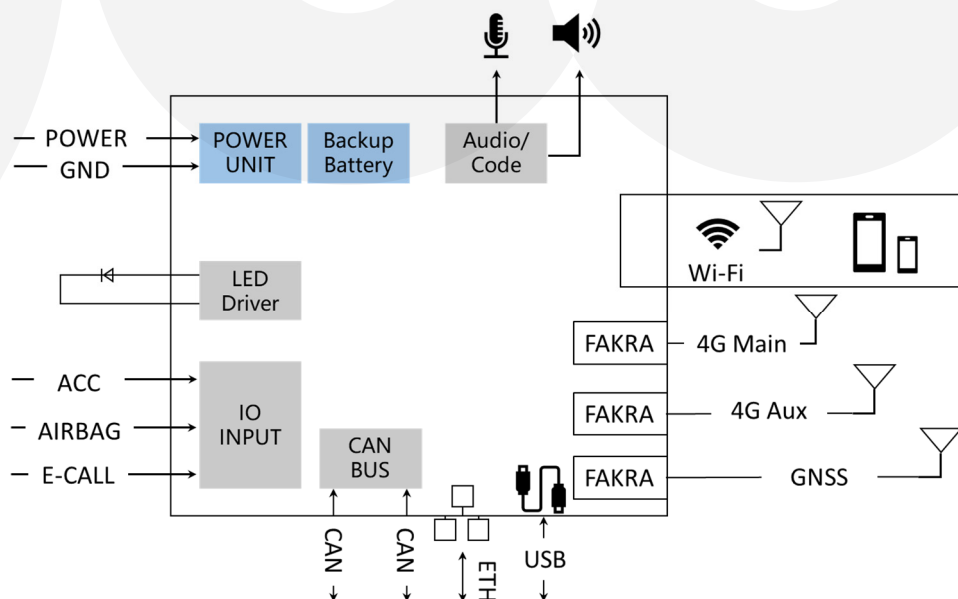 POWER
GND
POWER
UNIT
Backup
Battery
Audio/
Code
Wi-Fi
LED
Driver
FAKRA
4G Main
ACC
AIRBAG
E-CALL
IO
INPUT
CAN
BUS
FAKRA
4G Aux
FAKRA
GNSS
CAN
CAN
ETH
USB